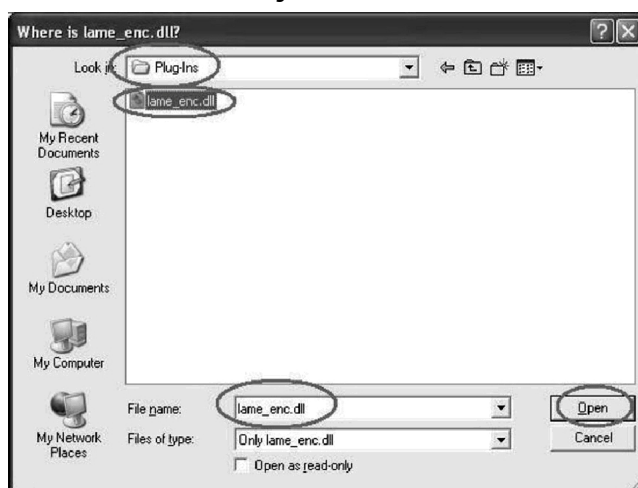 Where is lame_enc.dll?
Look in:
Plug-Ins
lame_enc.dll
My Recent
Documents
Desktop
My Documents
My Computer
My Network
Places
File name:
lame_enc.dll
Open
Files of type:
Only lame_enc.dll
Cancel
Open as read-only